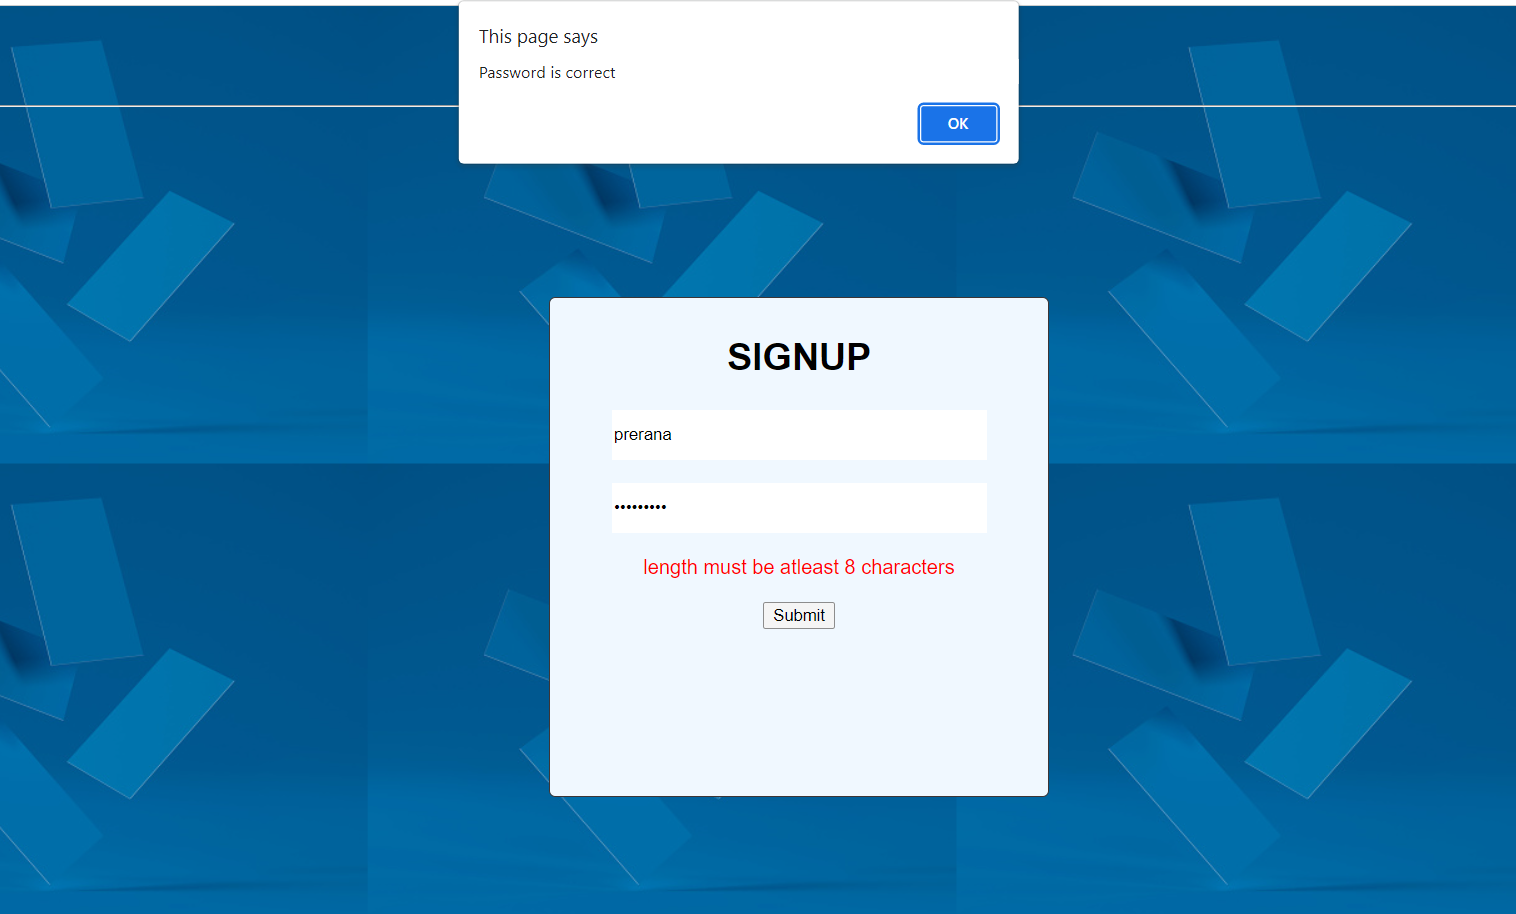 This page says
Password is correct
OK
SIGNUP
prerana
•••••••••
length must be atleast 8 characters
Submit